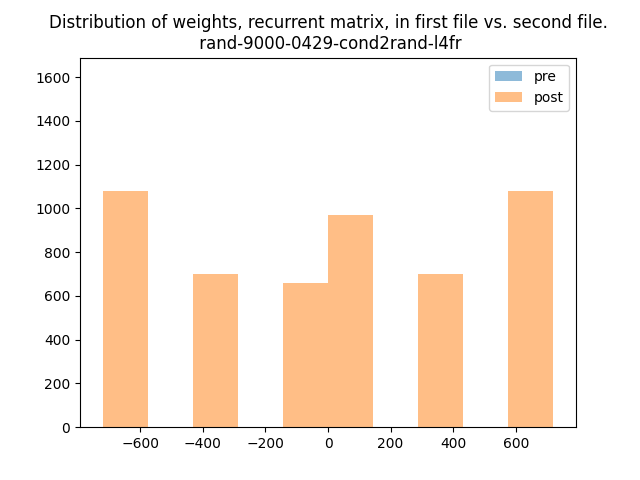 Distribution of weights, recurrent matrix, in first file vs. second file.
rand-9000-0429-cond2rand-l4fr
pre
post
1600
1400
1200
1000
800
600
400
200
0
−600 −400 −200 0 200 400 600